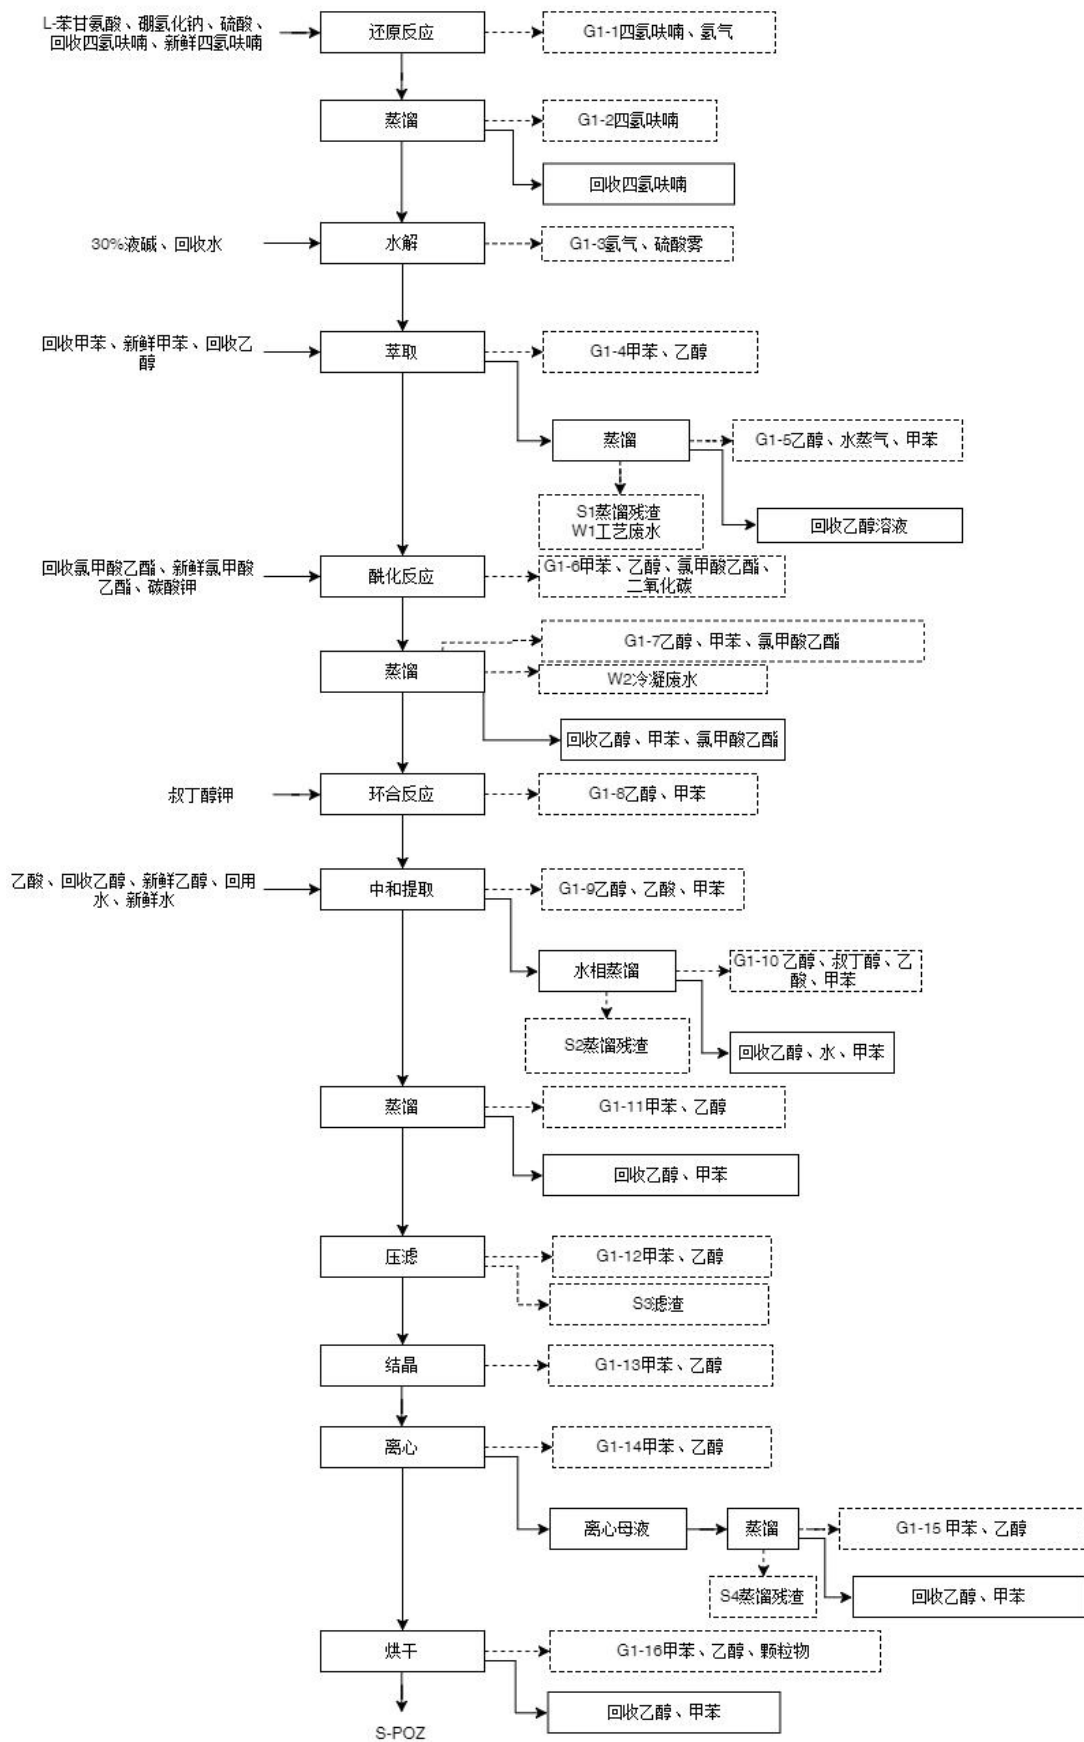 L-苯甘氨酸、硼氢化钠、硫酸、
回收四氢呋喃、新鲜四氢呋喃
还原反应
G1-1四氢呋喃、氢气
蒸馏
G1-2四氢呋喃
回收四氢呋喃
30%液碱、回收水
水解
G1-3氢气、硫酸雾
回收甲苯、新鲜甲苯、回收乙
醇
萃取
G1-4甲苯、乙醇
蒸馏
G1-5乙醇、水蒸气、甲苯
S1蒸馏残渣
W1工艺废水
回收乙醇溶液
回收氯甲酸乙酯、新鲜氯甲酸
乙酯、碳酸钾
酰化反应
G1-6甲苯、乙醇、氯甲酸乙酯、
二氧化碳
G1-7乙醇、甲苯、氯甲酸乙酯
蒸馏
W2冷凝废水
回收乙醇、甲苯、氯甲酸乙酯
叔丁醇钾
环合反应
G1-8乙醇、甲苯
乙酸、回收乙醇、新鲜乙醇、回用
水、新鲜水
中和提取
G1-9乙醇、乙酸、甲苯
水相蒸馏
G1-10 乙醇、叔丁醇、乙
酸、甲苯
S2蒸馏残渣
回收乙醇、水、甲苯
蒸馏
G1-11甲苯、乙醇
回收乙醇、甲苯
压滤
G1-12甲苯、乙醇
S3滤渣
结晶
G1-13甲苯、乙醇
离心
G1-14甲苯、乙醇
离心母液
蒸馏
G1-15 甲苯、乙醇
S4蒸馏残渣
回收乙醇、甲苯
烘干
G1-16甲苯、乙醇、颗粒物
回收乙醇、甲苯
S-POZ